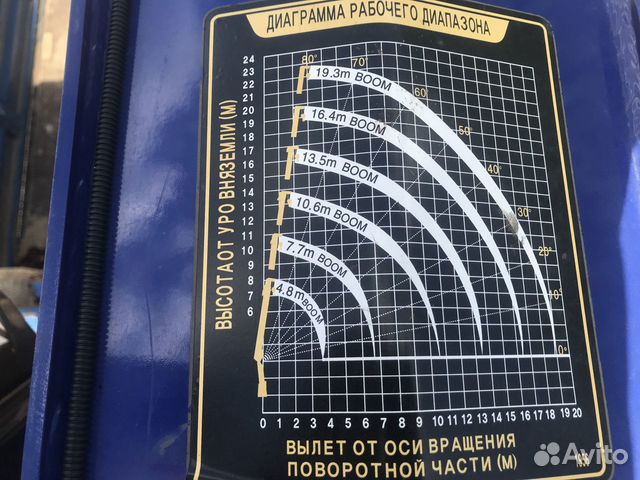 ДИАГРАММА РАБОЧЕГО ДИАПАЗОНА
ВЫСОТА ОТ УРО ВНЯЗЕМЛИ (М)
24
23
22
21
20
19
18
17
16
15
14
13
12
11
10
9
8
7
6
80°
70°
60°
50°
40°
30°
20°
10°
0°
19.3m BOOM
16.4m BOOM
13.5m BOOM
10.6m BOOM
7.7m BOOM
4.8m BOOM
0 1 2 3 4 5 6 7 8 9 10 11 12 13 14 15 16 17 18 19 20
ВЫЛЕТ ОТ ОСИ ВРАЩЕНИЯ
ПОВОРОТНОЙ ЧАСТИ (М)
Avito